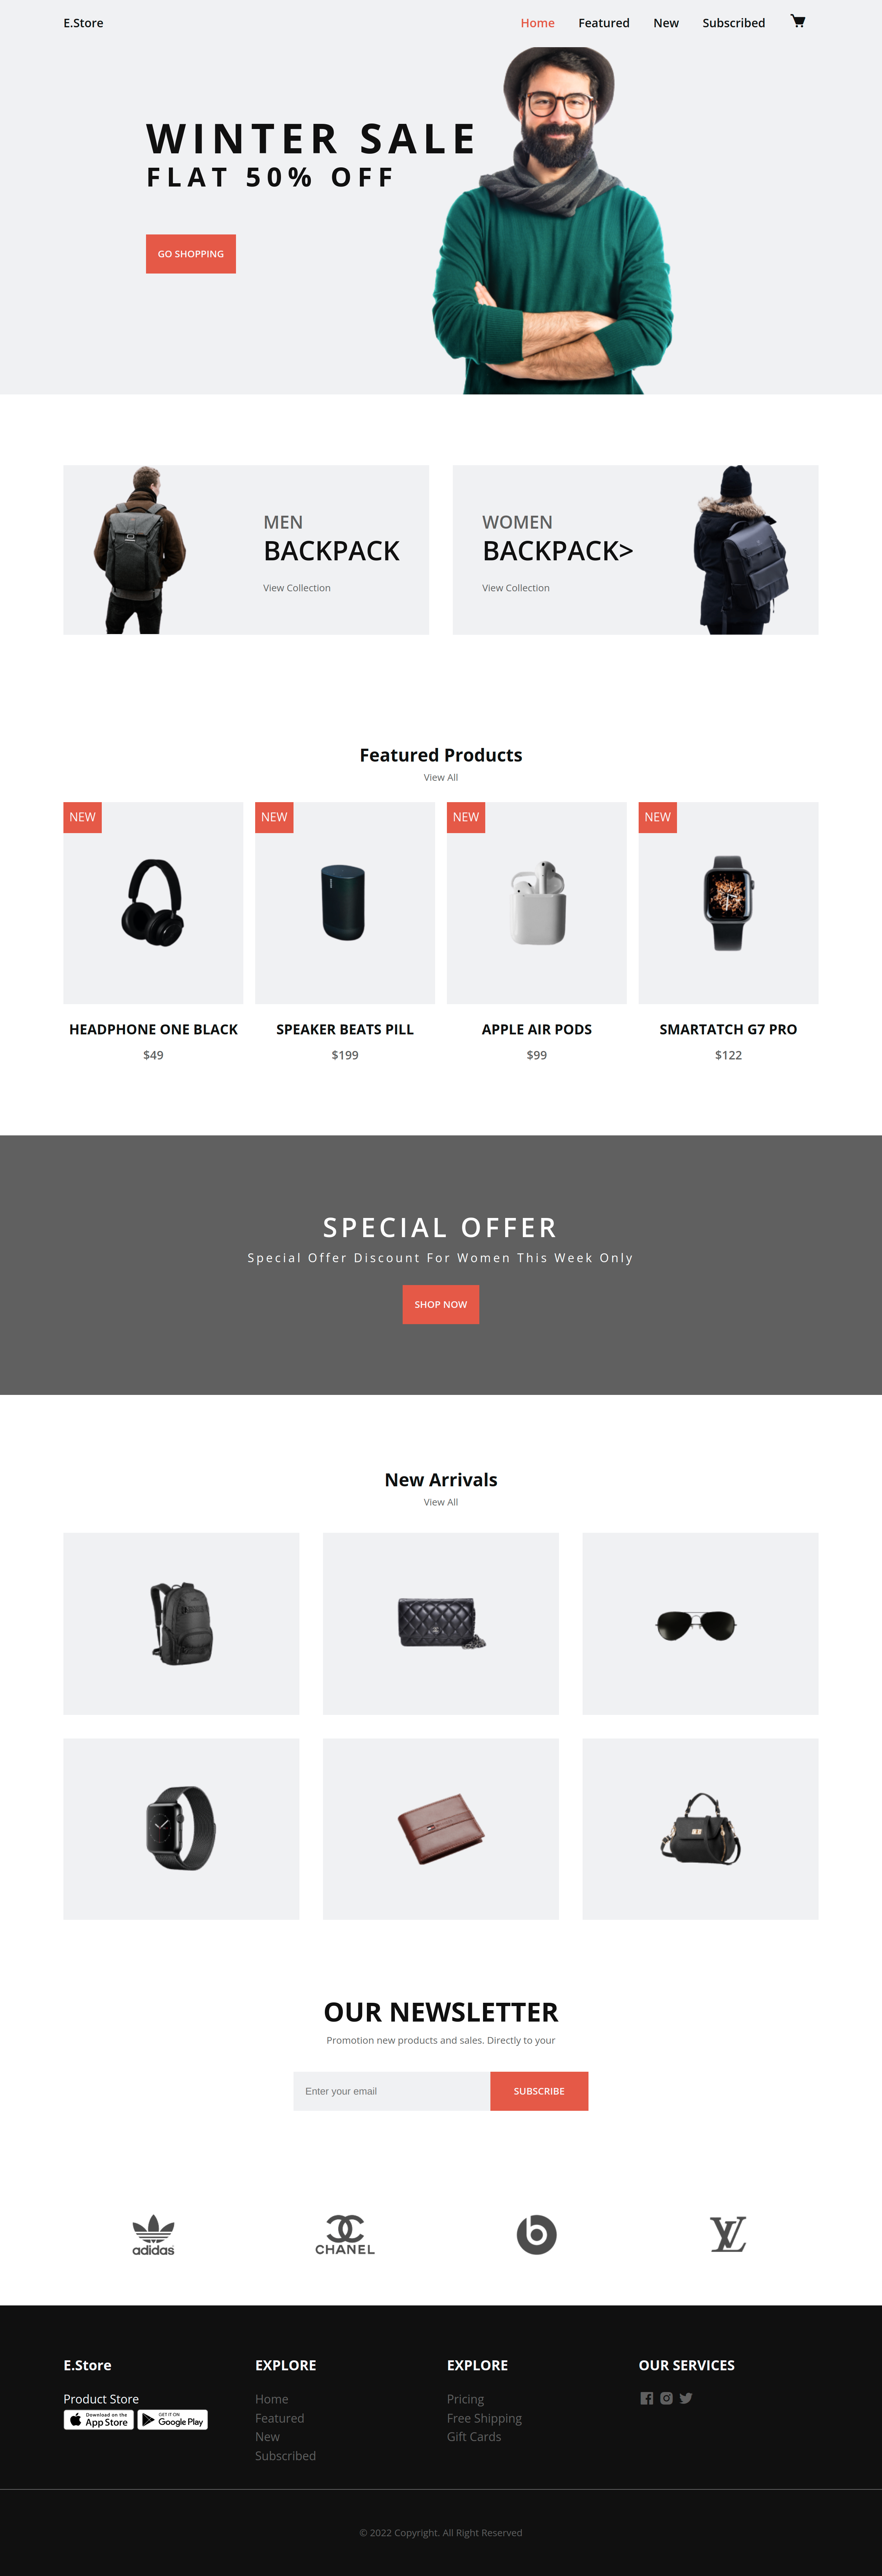 E.Store
Home Featured New Subscribed
WINTER SALE
FLAT 50% OFF
GO SHOPPING
MEN
BACKPACK
View Collection
WOMEN
BACKPACK>
View Collection
Featured Products
View All
NEW
NEW
NEW
NEW
HEADPHONE ONE BLACK
$49
SPEAKER BEATS PILL
$199
APPLE AIR PODS
$99
SMARTATCH G7 PRO
$122
SPECIAL OFFER
Special Offer Discount For Women This Week Only
SHOP NOW
New Arrivals
View All
OUR NEWSLETTER
Promotion new products and sales. Directly to your
Enter your email
SUBSCRIBE
adidas
CHANEL
b
LV
E.Store
Product Store
Download on the
App Store
GET IT ON
Google Play
EXPLORE
Home
Featured
New
Subscribed
EXPLORE
Pricing
Free Shipping
Gift Cards
OUR SERVICES
© 2022 Copyright. All Right Reserved